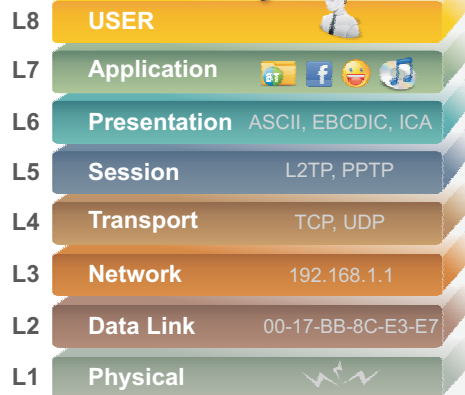 L8 USER
L7 Application BT f
L6 Presentation ASCII, EBCDIC, ICA
L5 Session L2TP, PPTP
L4 Transport TCP, UDP
L3 Network 192.168.1.1
L2 Data Link 00-17-BB-8C-E3-E7
L1 Physical